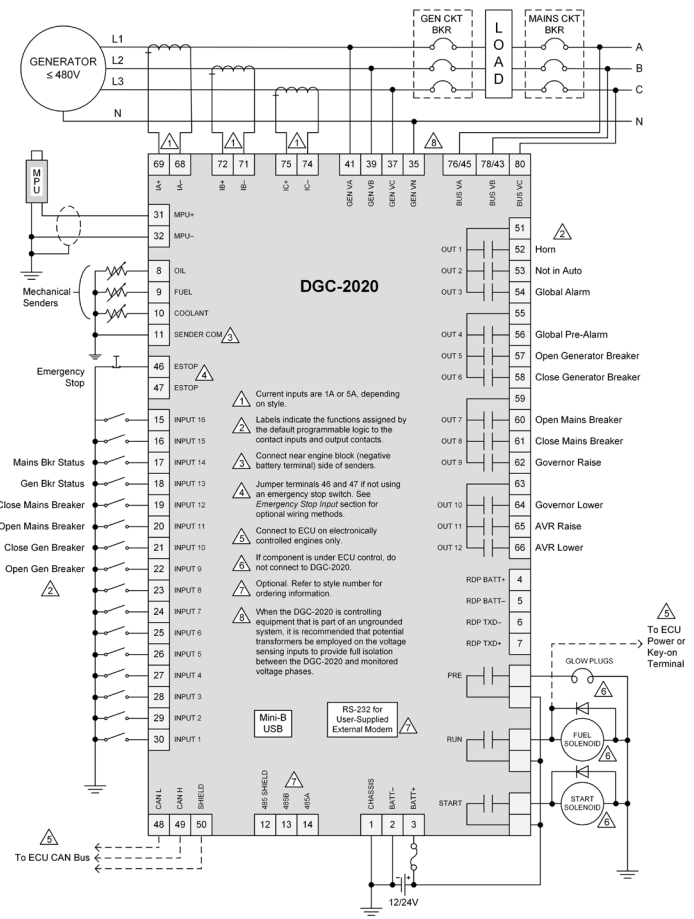 GEN CKT
BKR
L
O
A
D
MAINS CKT
BKR
GENERATOR
≤ 480V
L1
L2
L3
N
A
B
C
N
1
1
1
8
69 68 72 71 75 74 41 39 37 35 76/45 78/43 80
IA+ IA– IB+ IB– IC+ IC– GEN VA GEN VB GEN VC GEN VN BUS VA BUS VB BUS VC
M
P
U
31 MPU+
32 MPU–
Mechanical
Senders
8 OIL
9 FUEL
10 COOLANT
11 SENDER COM 3
Emergency
Stop
46 ESTOP
4
47 ESTOP
15 INPUT 16
16 INPUT 15
Mains Bkr Status 17 INPUT 14
Gen Bkr Status 18 INPUT 13
Close Mains Breaker 19 INPUT 12
Open Mains Breaker 20 INPUT 11
Close Gen Breaker 21 INPUT 10
Open Gen Breaker 22 INPUT 9
2
23 INPUT 8
24 INPUT 7
25 INPUT 6
26 INPUT 5
27 INPUT 4
28 INPUT 3
29 INPUT 2
30 INPUT 1
DGC-2020
1 Current inputs are 1A or 5A, depending
on style.
2 Labels indicate the functions assigned by
the default programmable logic to the
contact inputs and output contacts.
3 Connect near engine block (negative
battery terminal) side of senders.
4 Jumper terminals 46 and 47 if not using
an emergency stop switch. See
Emergency Stop Input section for
optional wiring methods.
5 Connect to ECU on electronically
controlled engines only.
6 If component is under ECU control, do
not connect to DGC-2020.
7 Optional. Refer to style number for
ordering information.
8 When the DGC-2020 is controlling
equipment that is part of an ungrounded
system, it is recommended that potential
transformers be employed on the voltage
sensing inputs to provide full isolation
between the DGC-2020 and monitored
voltage phases.
Mini-B
USB
RS-232 for
User-Supplied
External Modem
7
51
2
OUT 1 52 Horn
OUT 2 53 Not in Auto
OUT 3 54 Global Alarm
55
OUT 4 56 Global Pre-Alarm
OUT 5 57 Open Generator Breaker
OUT 6 58 Close Generator Breaker
59
OUT 7 60 Open Mains Breaker
OUT 8 61 Close Mains Breaker
OUT 9 62 Governor Raise
63
OUT 10 64 Governor Lower
OUT 11 65 AVR Raise
OUT 12 66 AVR Lower
RDP BATT+ 4
RDP BATT– 5
RDP TXD– 6
RDP TXD+ 7
5
To ECU
Power or
Key-on
Terminal
PRE
GLOW PLUGS
6
RUN
FUEL
SOLENOID
6
START
START
SOLENOID
6
CAN L CAN H SHIELD 485 SHIELD 485B 485A CHASSIS BATT– BATT+
7
48 49 50 12 13 14 1 2 3
5
To ECU CAN Bus
– +
12/24V